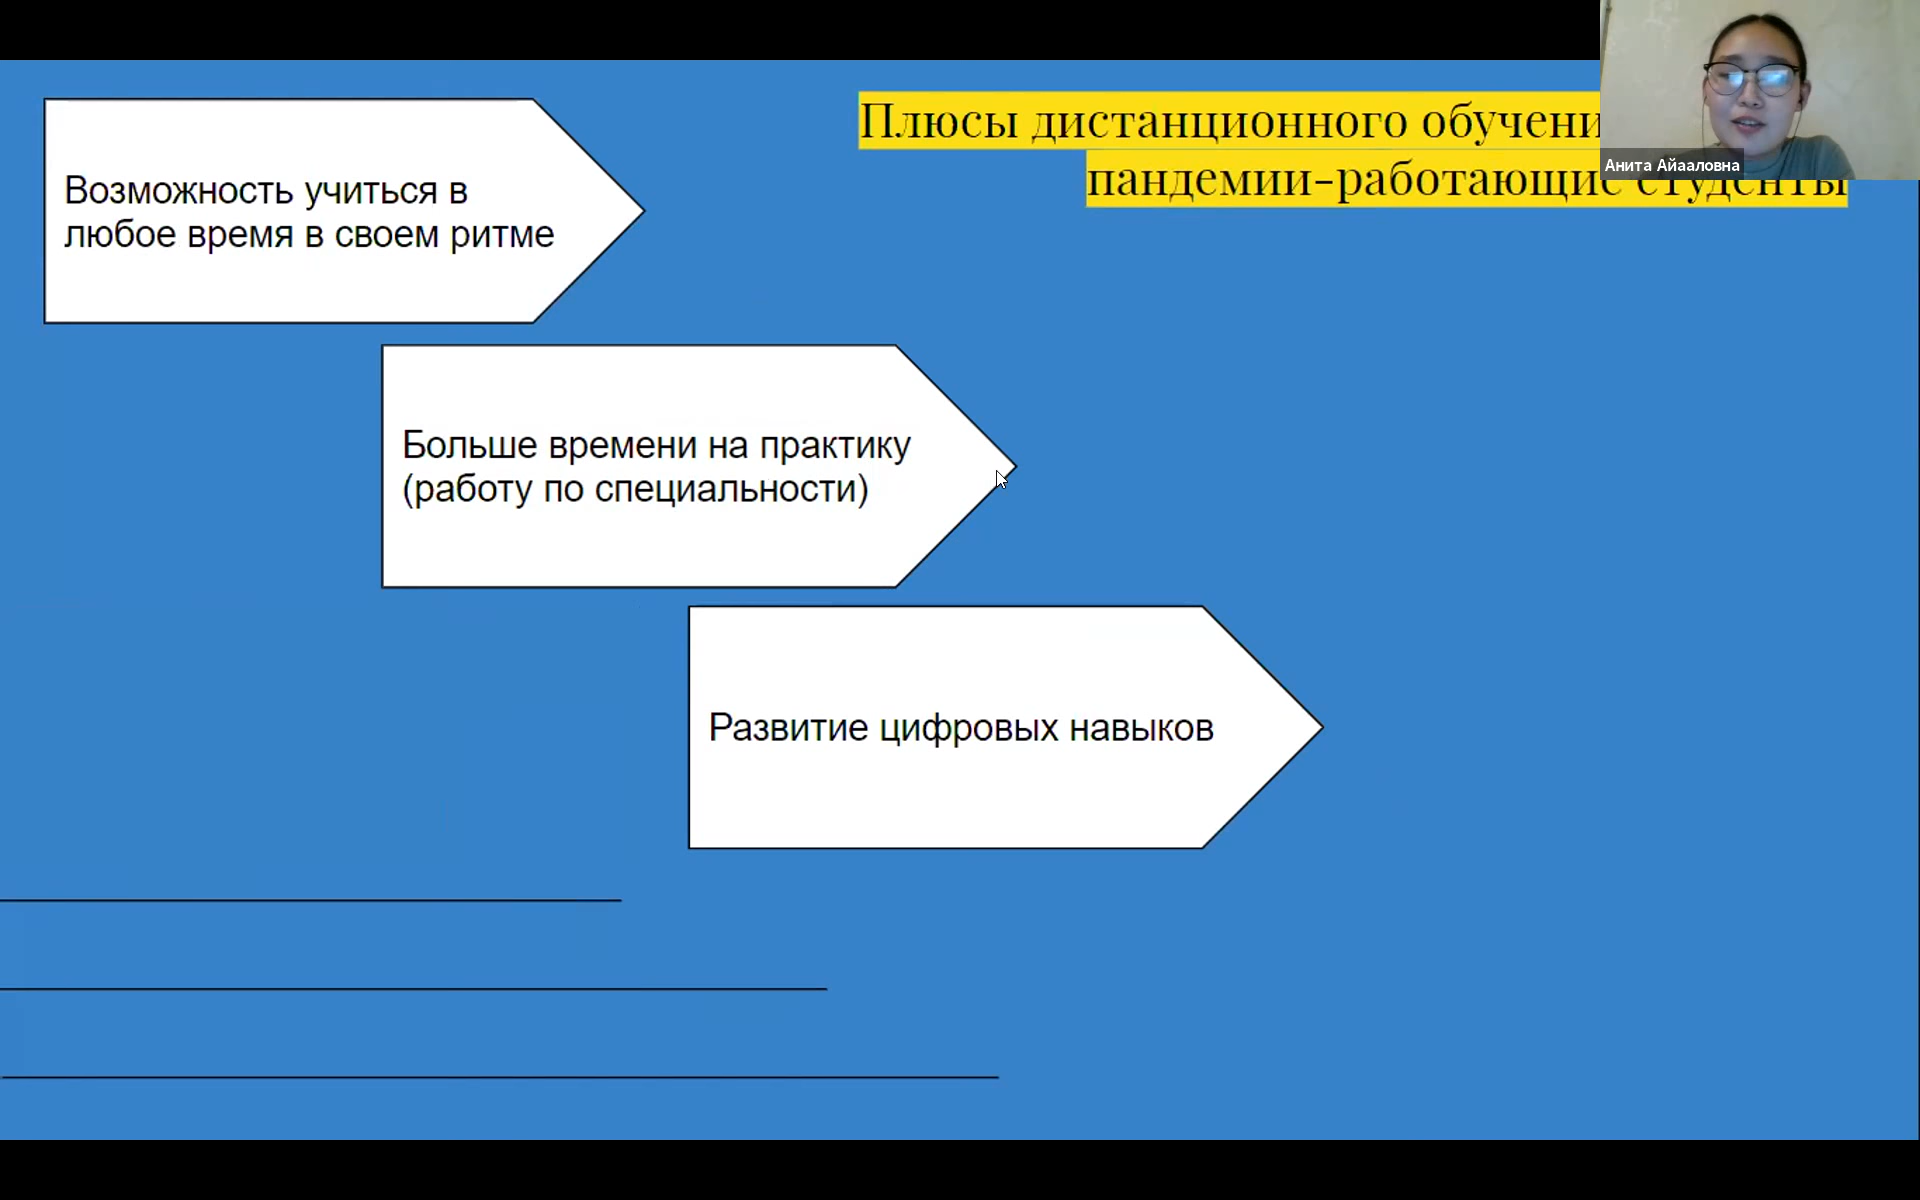 Плюсы дистанционного обучени
пандемии-работающие студенты
Анита Айааловна
Возможность учиться в
любое время в своем ритме
Больше времени на практику
(работу по специальности)
Развитие цифровых навыков